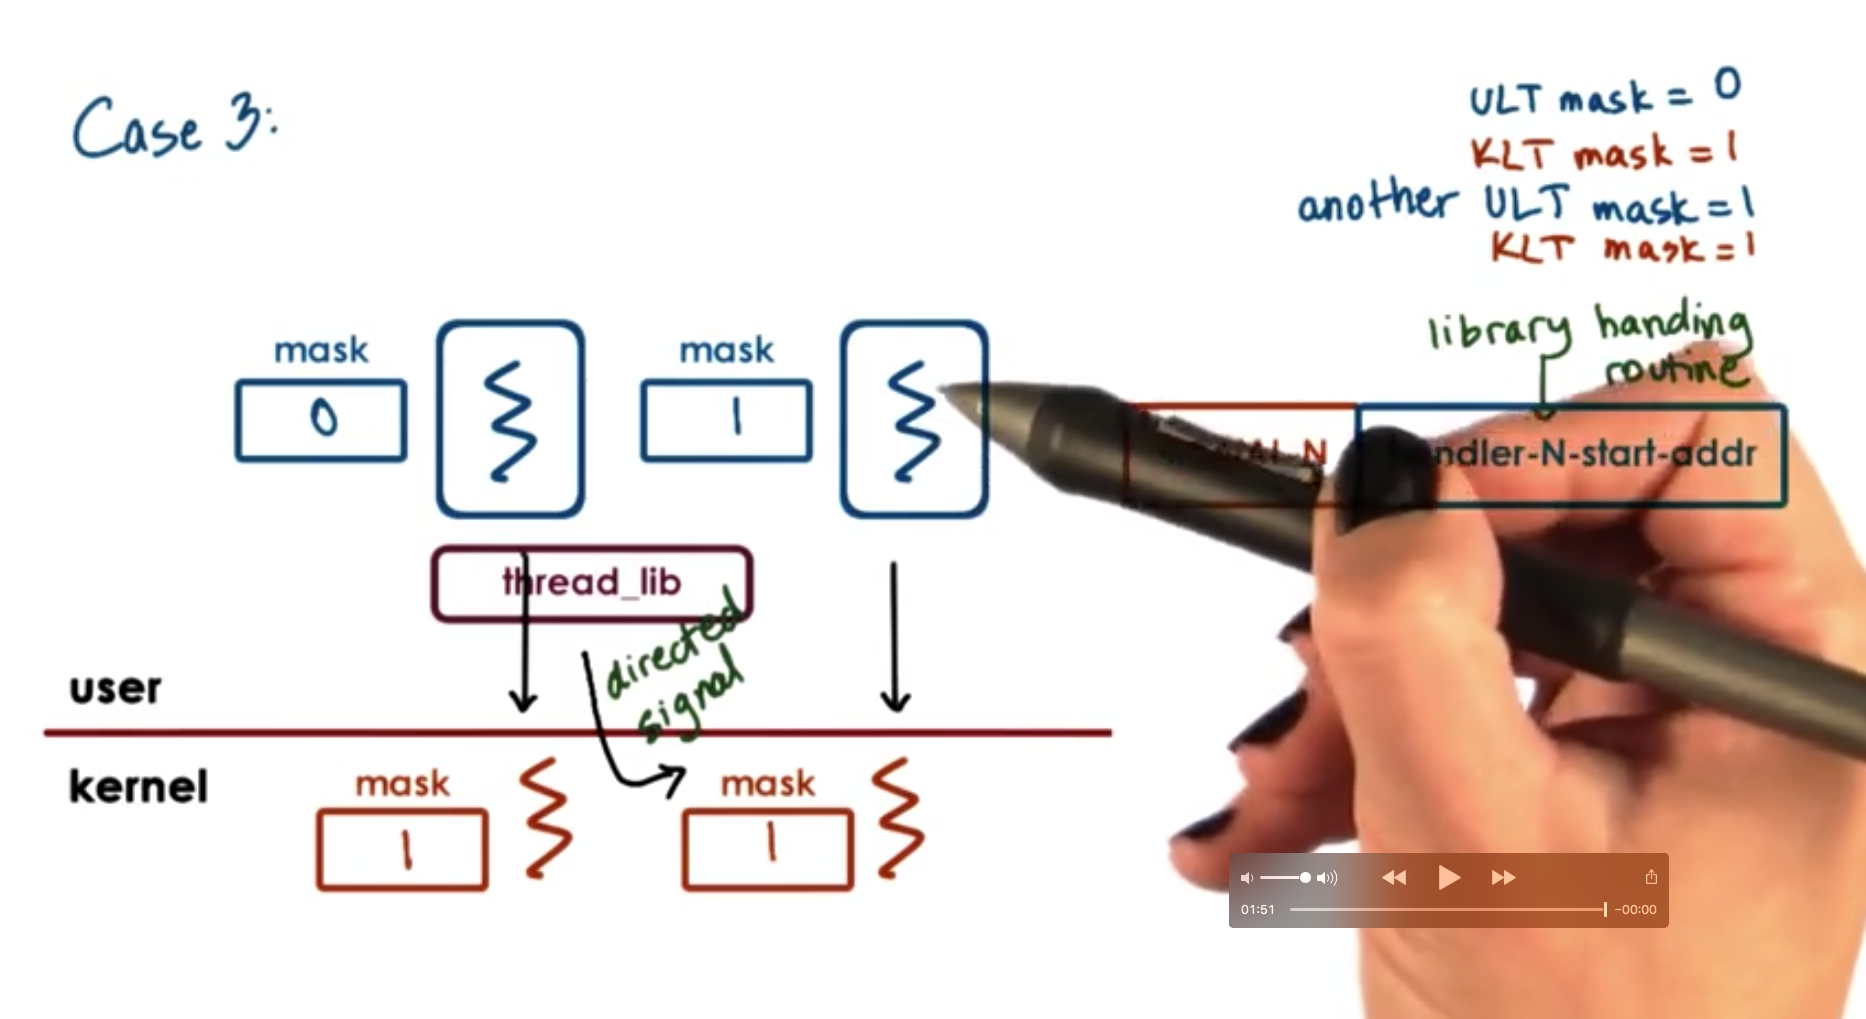 Case 3:
ULT mask = 0
KLT mask = 1
another ULT mask = 1
KLT mask = 1
library handing
routine
mask
0
mask
1
ndler-N-start-addr
thread_lib
directed
signal
user
kernel
mask
1
mask
1
01:51
-00:00